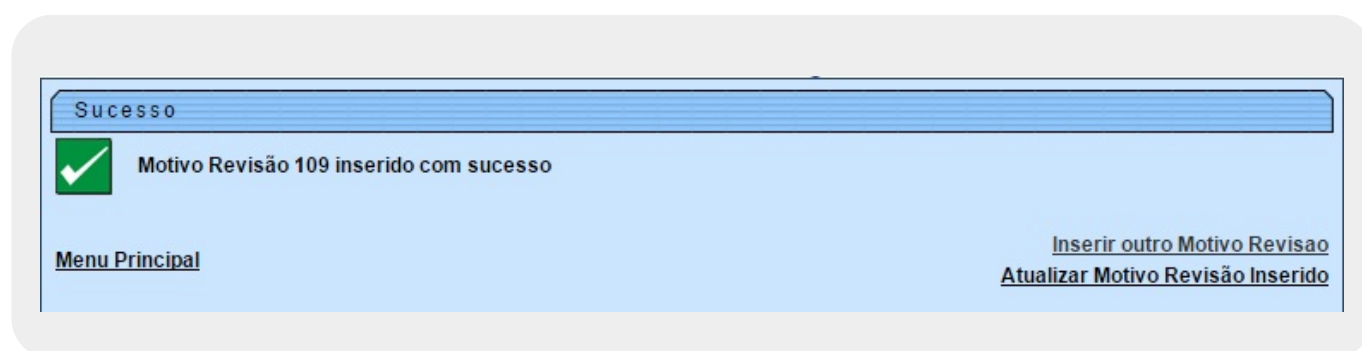 Sucesso
Motivo Revisão 109 inserido com sucesso
Menu Principal
Inserir outro Motivo Revisao
Atualizar Motivo Revisão Inserido